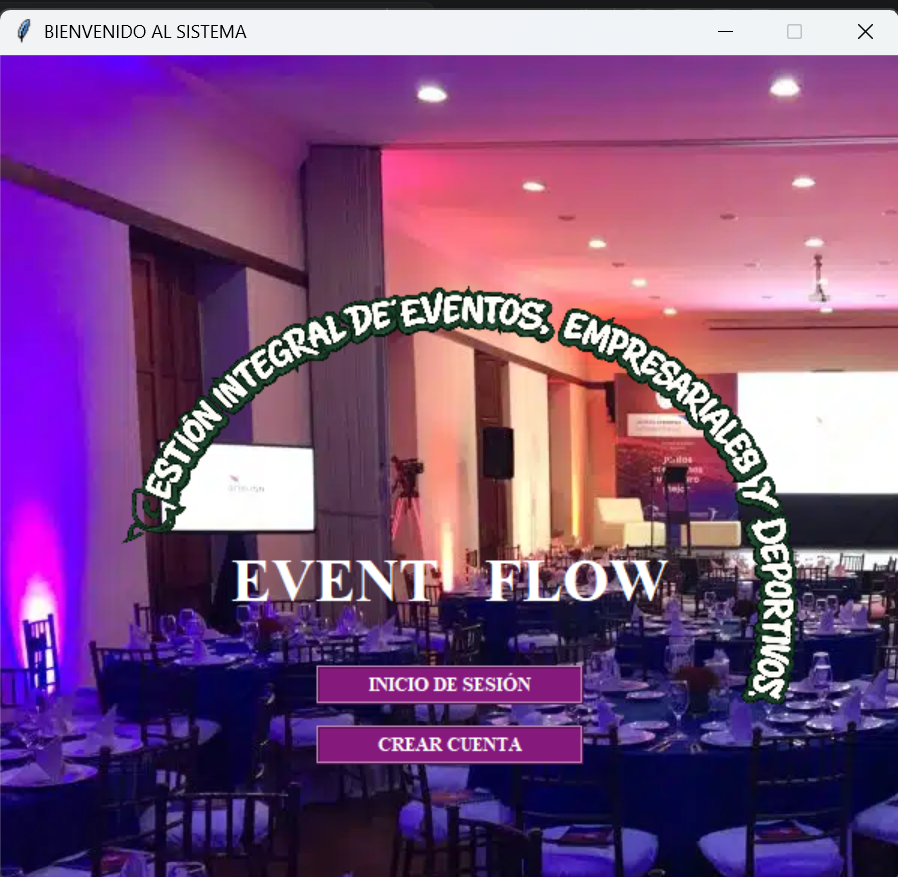 BIENVENIDO AL SISTEMA
GESTIÓN INTEGRAL DE EVENTOS, EMPRESARIALES Y DEPORTIVOS
EVENT FLOW
INICIO DE SESIÓN
CREAR CUENTA